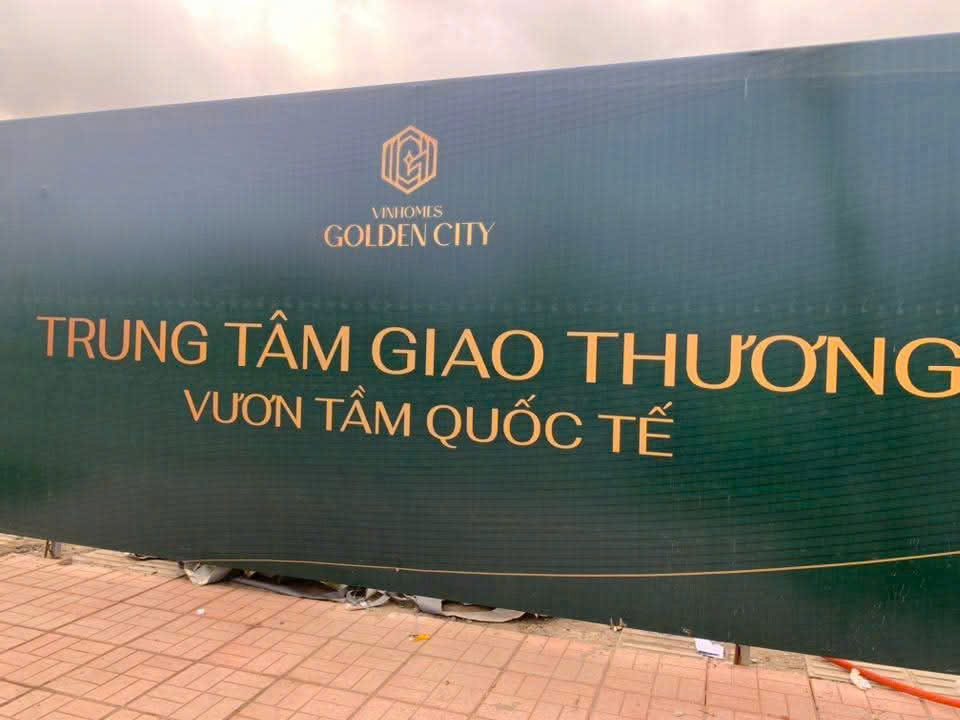 VINHOMES
GOLDEN CITY
TRUNG TÂM GIAO THƯƠNG
VƯƠN TẦM QUỐC TẾ